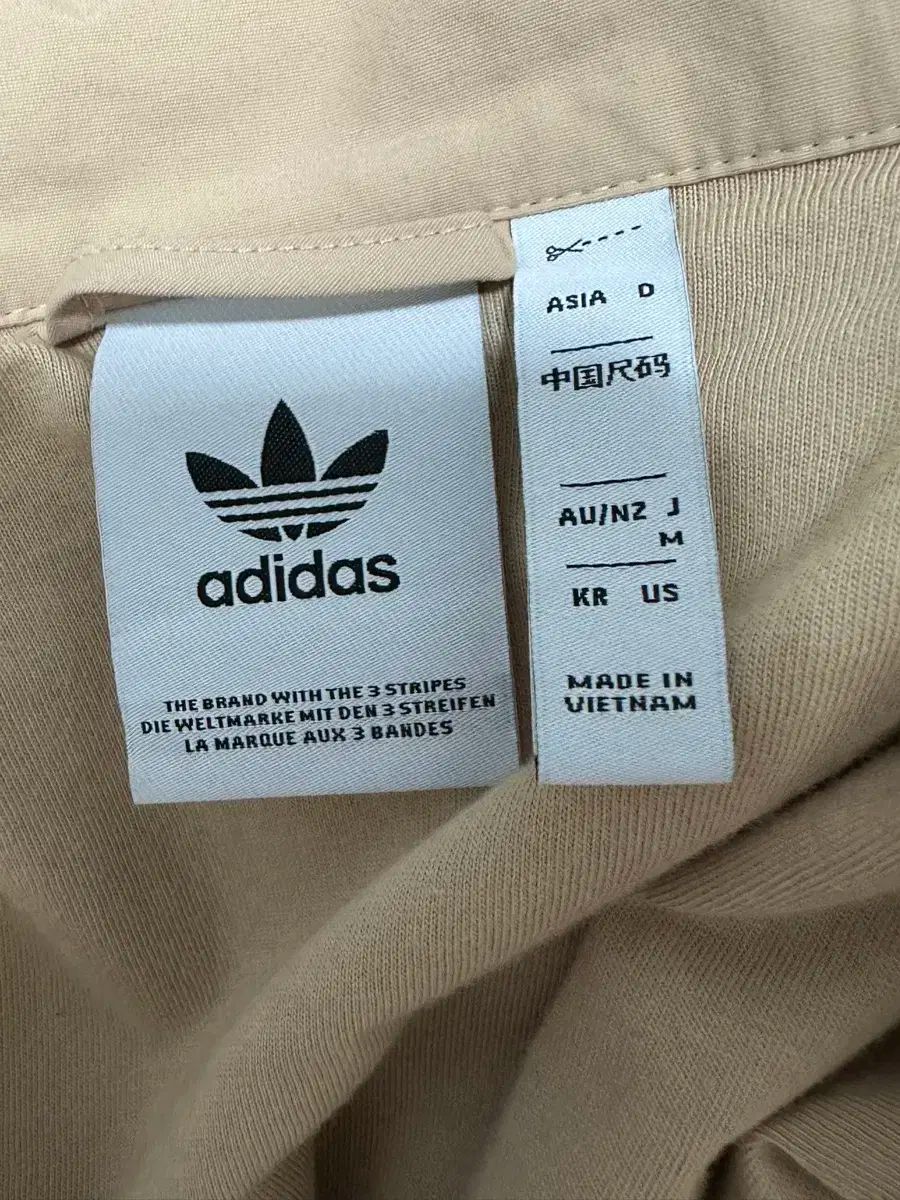 adidas
THE BRAND WITH THE 3 STRIPES
DIE WELTMARKE MIT DEN 3 STREIFEN
LA MARQUE AUX 3 BANDES
ASIA D
中国尺码
AU/NZ J
M
KR US
MADE IN
VIETNAM